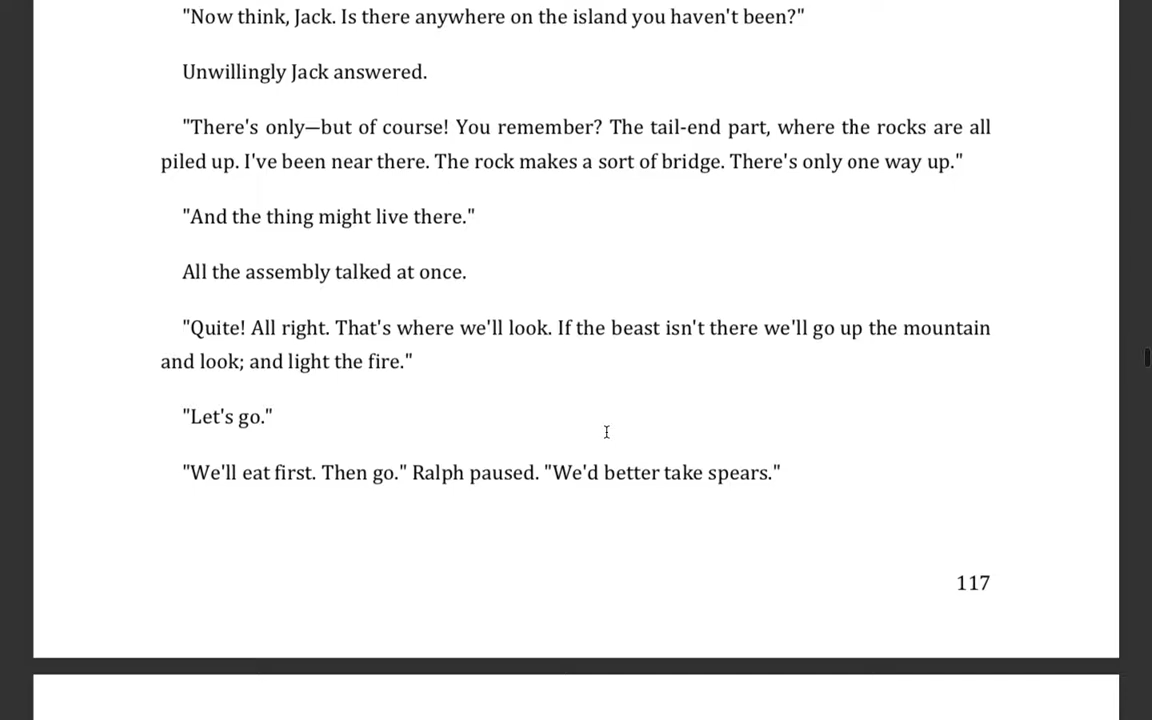 "Now think, Jack. Is there anywhere on the island you haven't been?"
Unwillingly Jack answered.
"There's only—but of course! You remember? The tail-end part, where the rocks are all
piled up. I've been near there. The rock makes a sort of bridge. There's only one way up."
"And the thing might live there."
All the assembly talked at once.
"Quite! All right. That's where we'll look. If the beast isn't there we'll go up the mountain
and look; and light the fire."
"Let's go."
"We'll eat first. Then go." Ralph paused. "We'd better take spears."
117